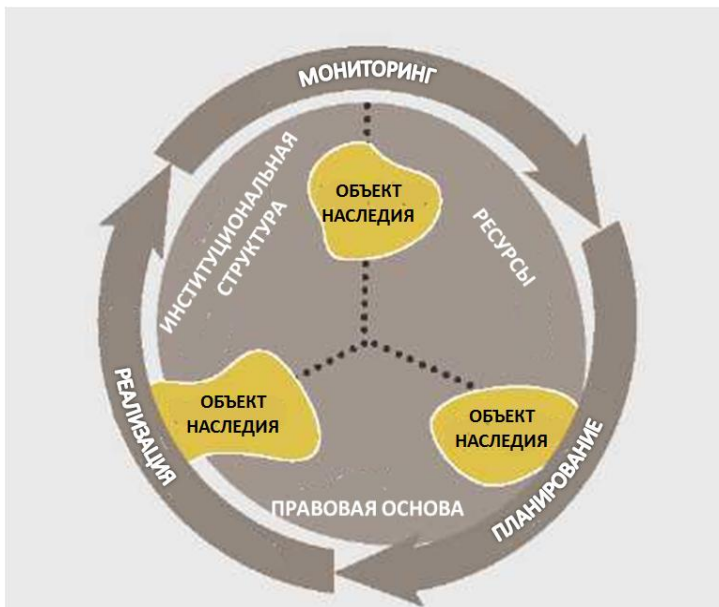 МОНИТОРИНГ
ИНСТИТУЦИОНАЛЬНАЯ
СТРУКТУРА
ОБЪЕКТ
НАСЛЕДИЯ
РЕСУРСЫ
РЕАЛИЗАЦИЯ
ОБЪЕКТ
НАСЛЕДИЯ
ОБЪЕКТ
НАСЛЕДИЯ
ПЛАНИРОВАНИЕ
ПРАВОВАЯ ОСНОВА